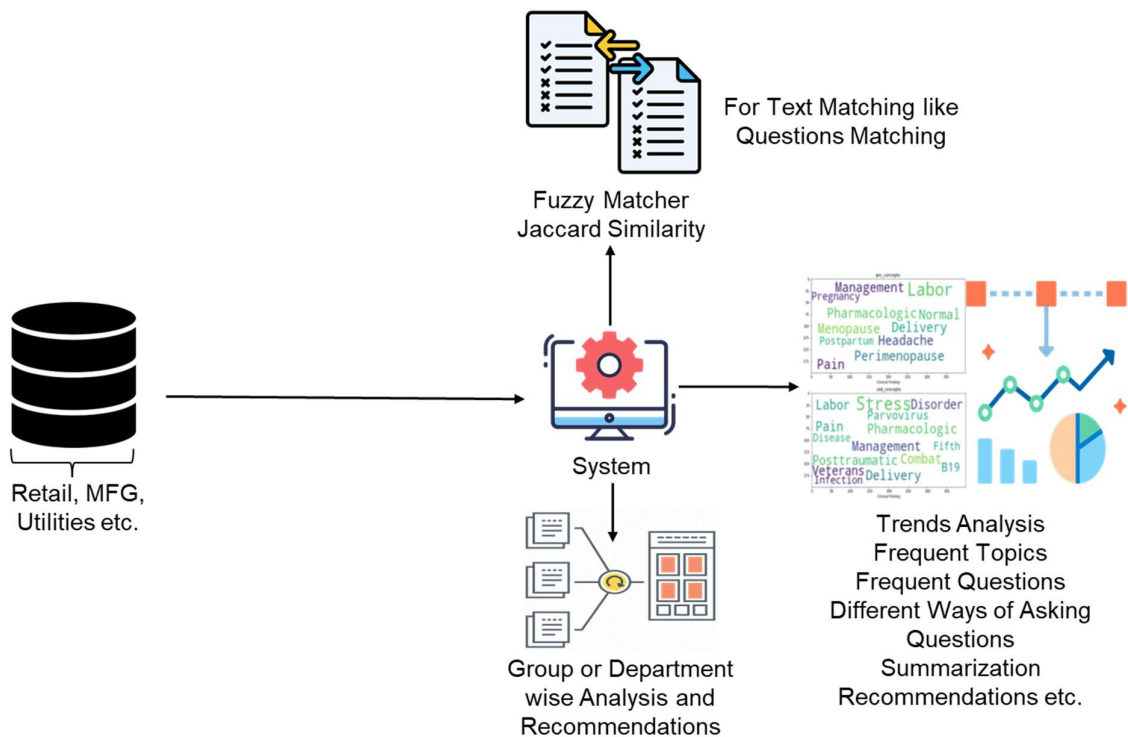 For Text Matching like
Questions Matching
Fuzzy Matcher
Jaccard Similarity
Management
Labor
Pregnancy
Pharmacologic
Normal
Menopause
Delivery
Postpartum
Headache
Perimenopause
Pain
Labor
Stress
Disorder
Parvovirus
Pain
Pharmacologic
Disease
Management
Fifth
Posttraumatic
Combat
B19
Veterans
Delivery
Infection
System
Retail, MFG,
Utilities etc.
Group or Department
wise Analysis and
Recommendations
Trends Analysis
Frequent Topics
Frequent Questions
Different Ways of Asking
Questions
Summarization
Recommendations etc.